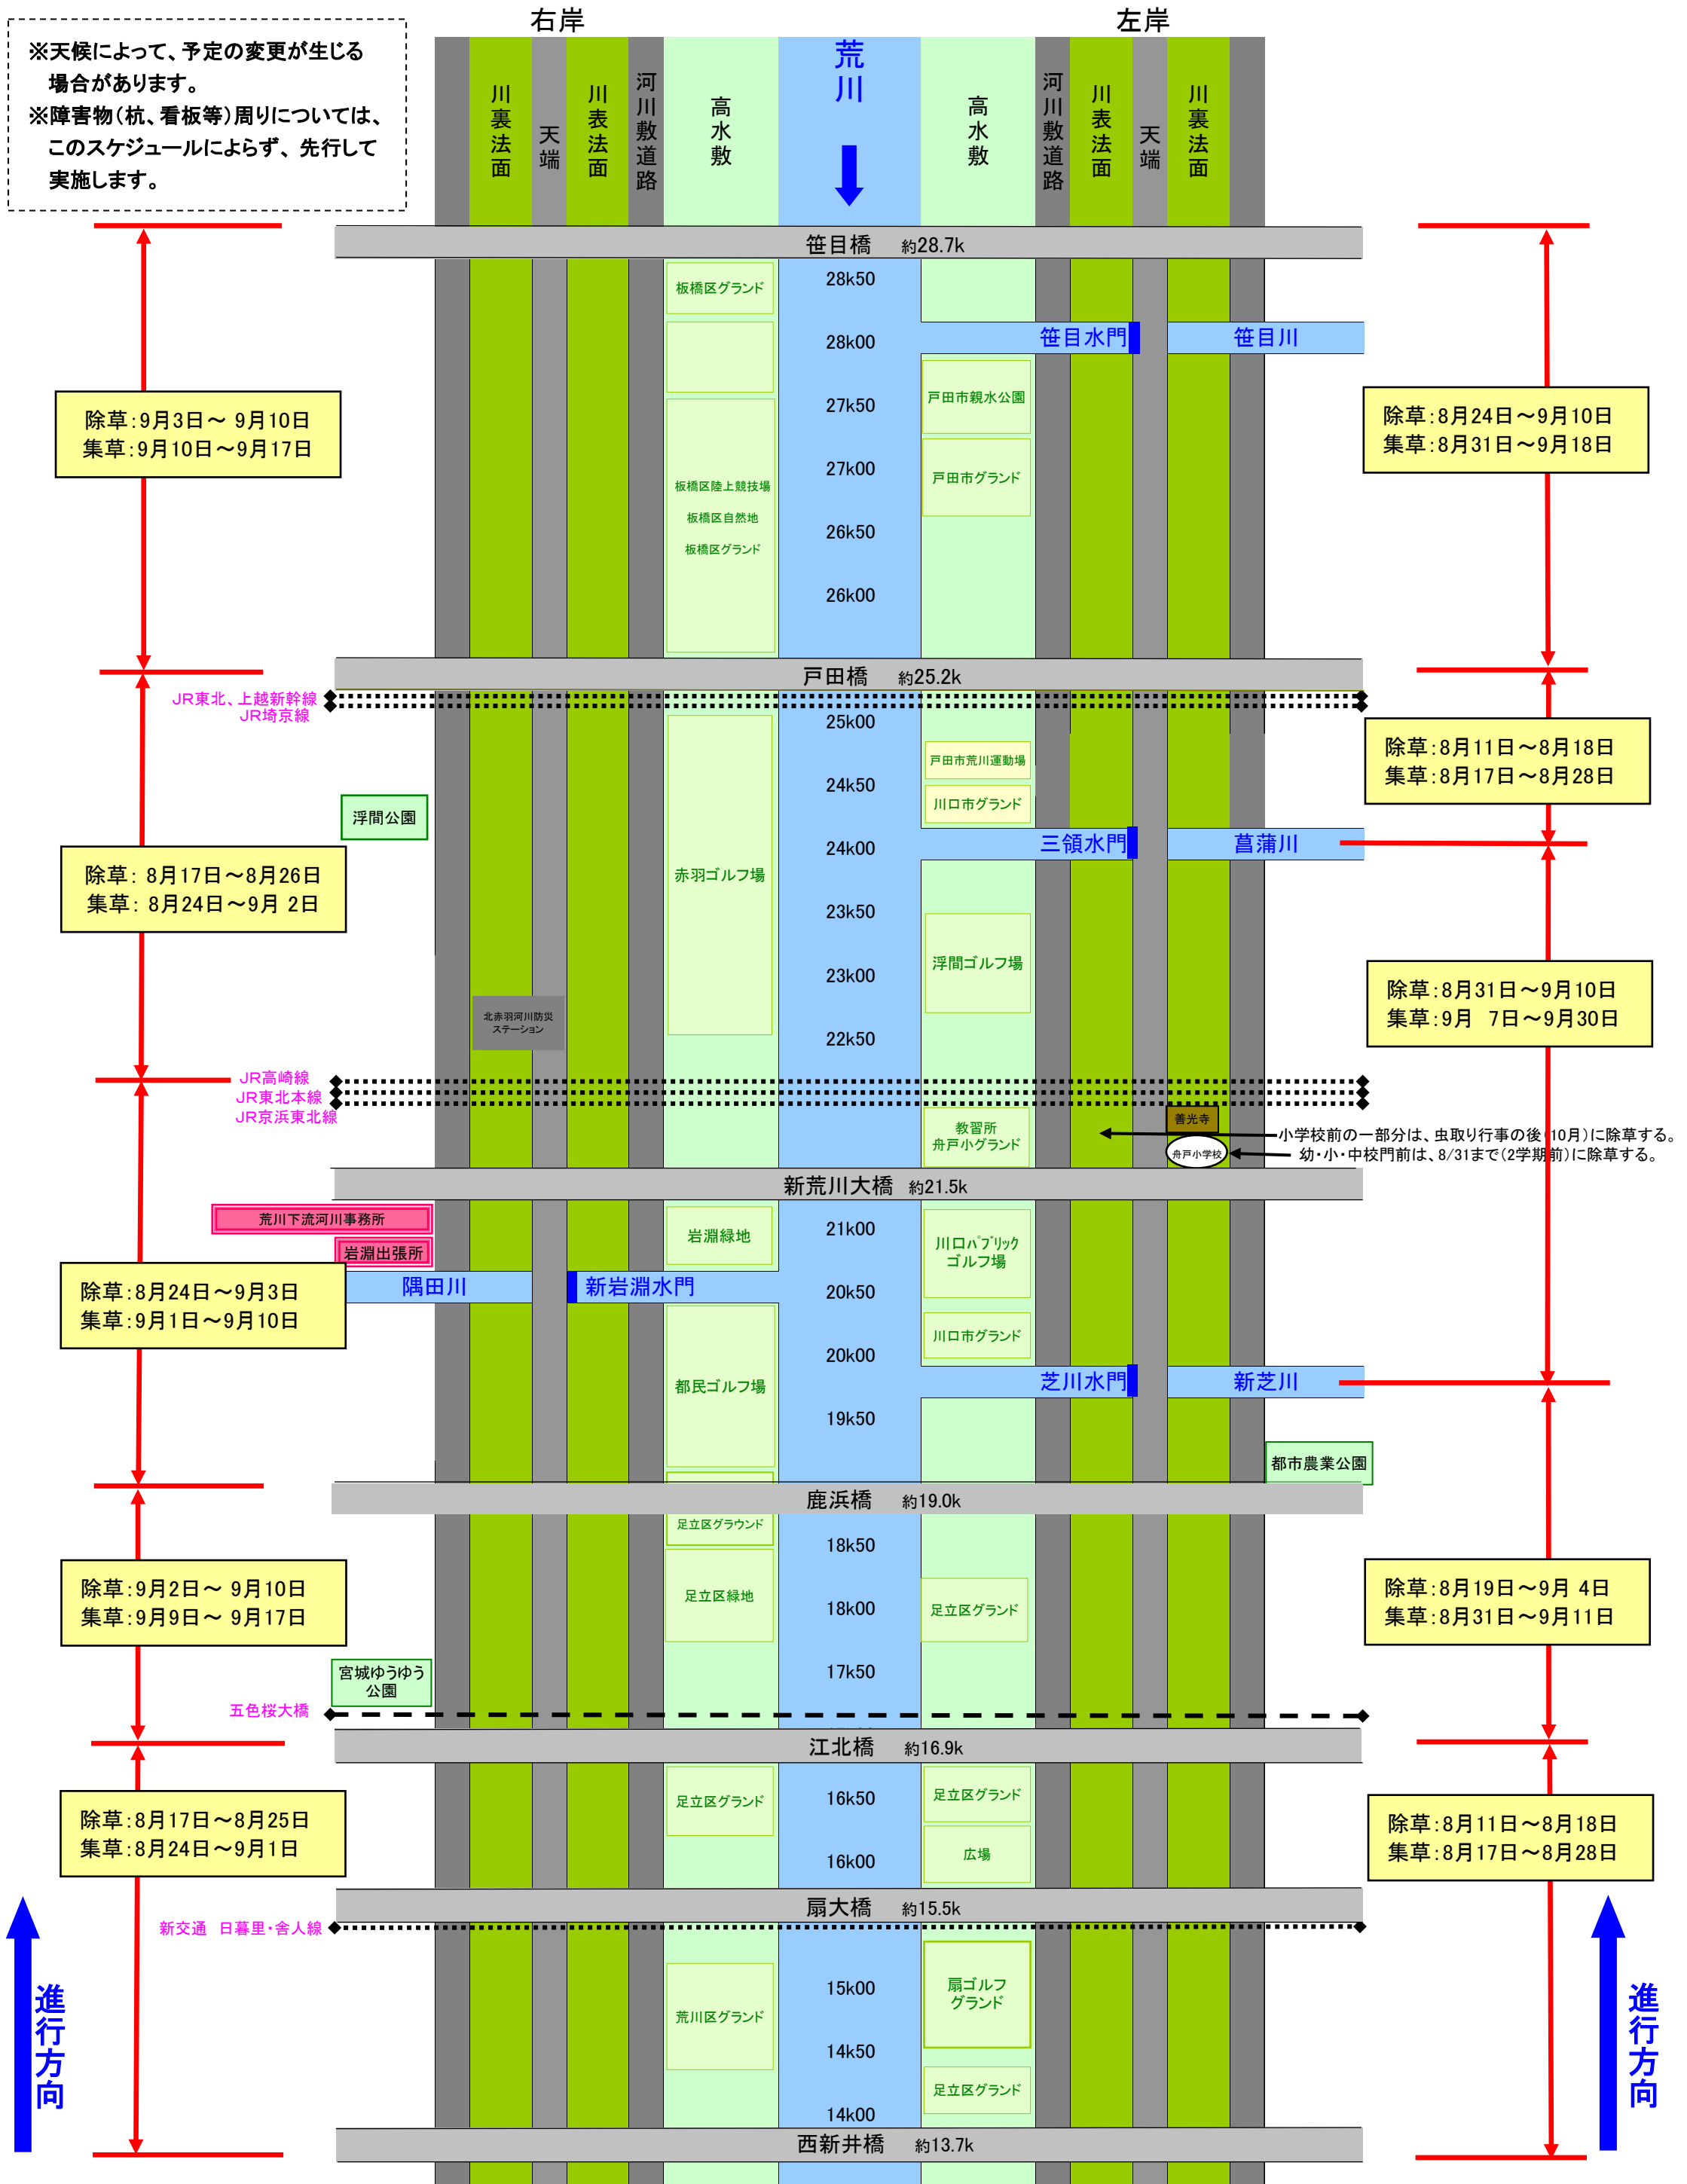 右岸
左岸
※天候によって、予定の変更が生じる
場合があります。
※障害物（杭、看板等）周りについては、
このスケジュールによらず、先行して
実施します。
川裏法面
天端
川表法面
河川敷道路
高水敷
荒川
高水敷
河川敷道路
川表法面
天端
川裏法面
笹目橋 約28.7k
板橋区グランド
28k50
笹目水門
笹目川
28k00
戸田市親水公園
27k50
除草：9月3日～ 9月10日
集草：9月10日～9月17日
除草：8月24日～9月10日
集草：8月31日～9月18日
27k00
戸田市グランド
板橋区陸上競技場
板橋区自然地
板橋区グランド
26k50
26k00
戸田橋 約25.2k
JR東北、上越新幹線
JR埼京線
25k00
戸田市荒川運動場
除草：8月11日～8月18日
集草：8月17日～8月28日
24k50
川口市グランド
浮間公園
三領水門
菖蒲川
24k00
赤羽ゴルフ場
除草： 8月17日～8月26日
集草： 8月24日～9月 2日
23k50
浮間ゴルフ場
23k00
除草：8月31日～9月10日
集草：9月 7日～9月30日
北赤羽河川防災
ステーション
22k50
JR高崎線
JR東北本線
JR京浜東北線
教習所
舟戸小グランド
善光寺
舟戸小学校
小学校前の一部分は、虫取り行事の後（10月）に除草する。
幼・小・中校門前は、8/31まで（2学期前）に除草する。
新荒川大橋 約21.5k
荒川下流河川事務所
岩淵出張所
岩淵緑地
21k00
川口パブリック
ゴルフ場
隅田川
新岩淵水門
20k50
除草：8月24日～9月3日
集草：9月1日～9月10日
川口市グランド
20k00
都民ゴルフ場
芝川水門
新芝川
19k50
都市農業公園
鹿浜橋 約19.0k
足立区グラウンド
18k50
足立区緑地
18k00
足立区グランド
除草：9月2日～ 9月10日
集草：9月9日～ 9月17日
除草：8月19日～9月 4日
集草：8月31日～9月11日
17k50
宮城ゆうゆう
公園
五色桜大橋
江北橋 約16.9k
足立区グランド
16k50
足立区グランド
除草：8月17日～8月25日
集草：8月24日～9月1日
除草：8月11日～8月18日
集草：8月17日～8月28日
16k00
広場
扇大橋 約15.5k
新交通 日暮里・舎人線
15k00
扇ゴルフ
グランド
荒川区グランド
14k50
足立区グランド
14k00
進行方向
進行方向
西新井橋 約13.7k